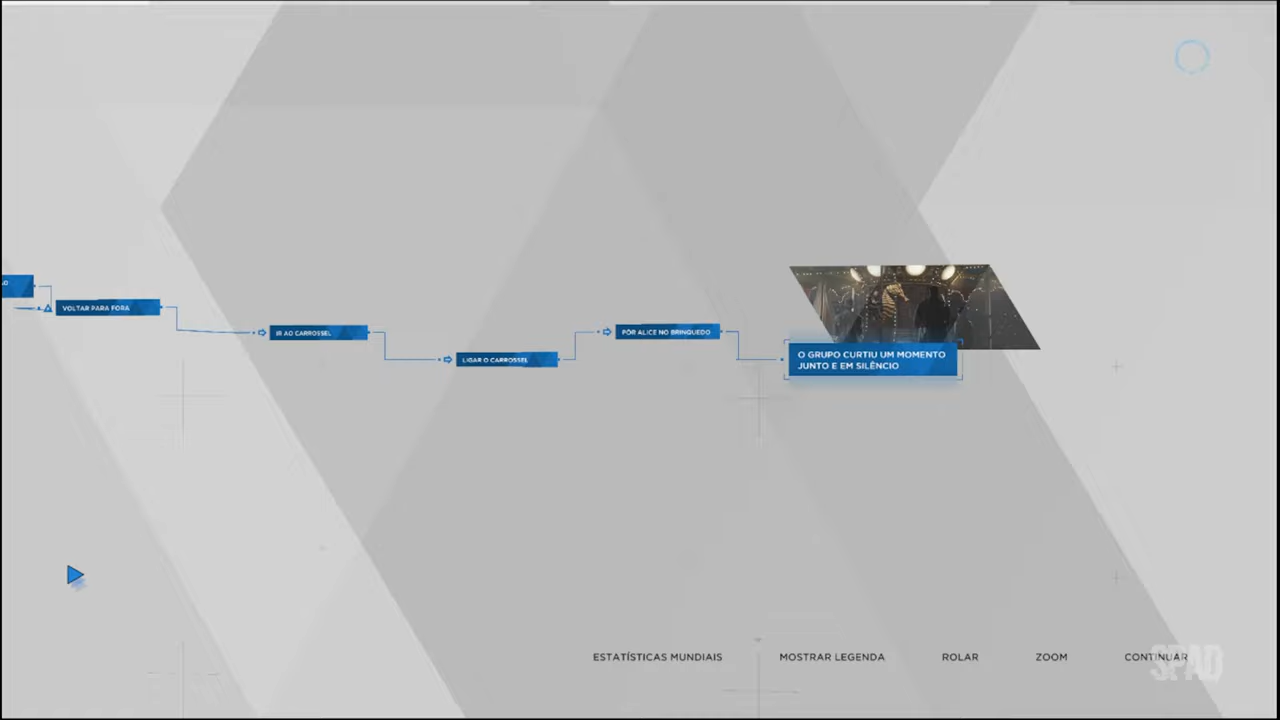 VOLTAR PARA FORA
IR AO CARROSSEL
LIGAR O CARROSSEL
PÔR ALICE NO BRINQUEDO
O GRUPO CURTIU UM MOMENTO
JUNTO E EM SILÊNCIO
ESTATÍSTICAS MUNDIAIS
MOSTRAR LEGENDA
ROLAR
ZOOM
CONTINUAR
SPAD